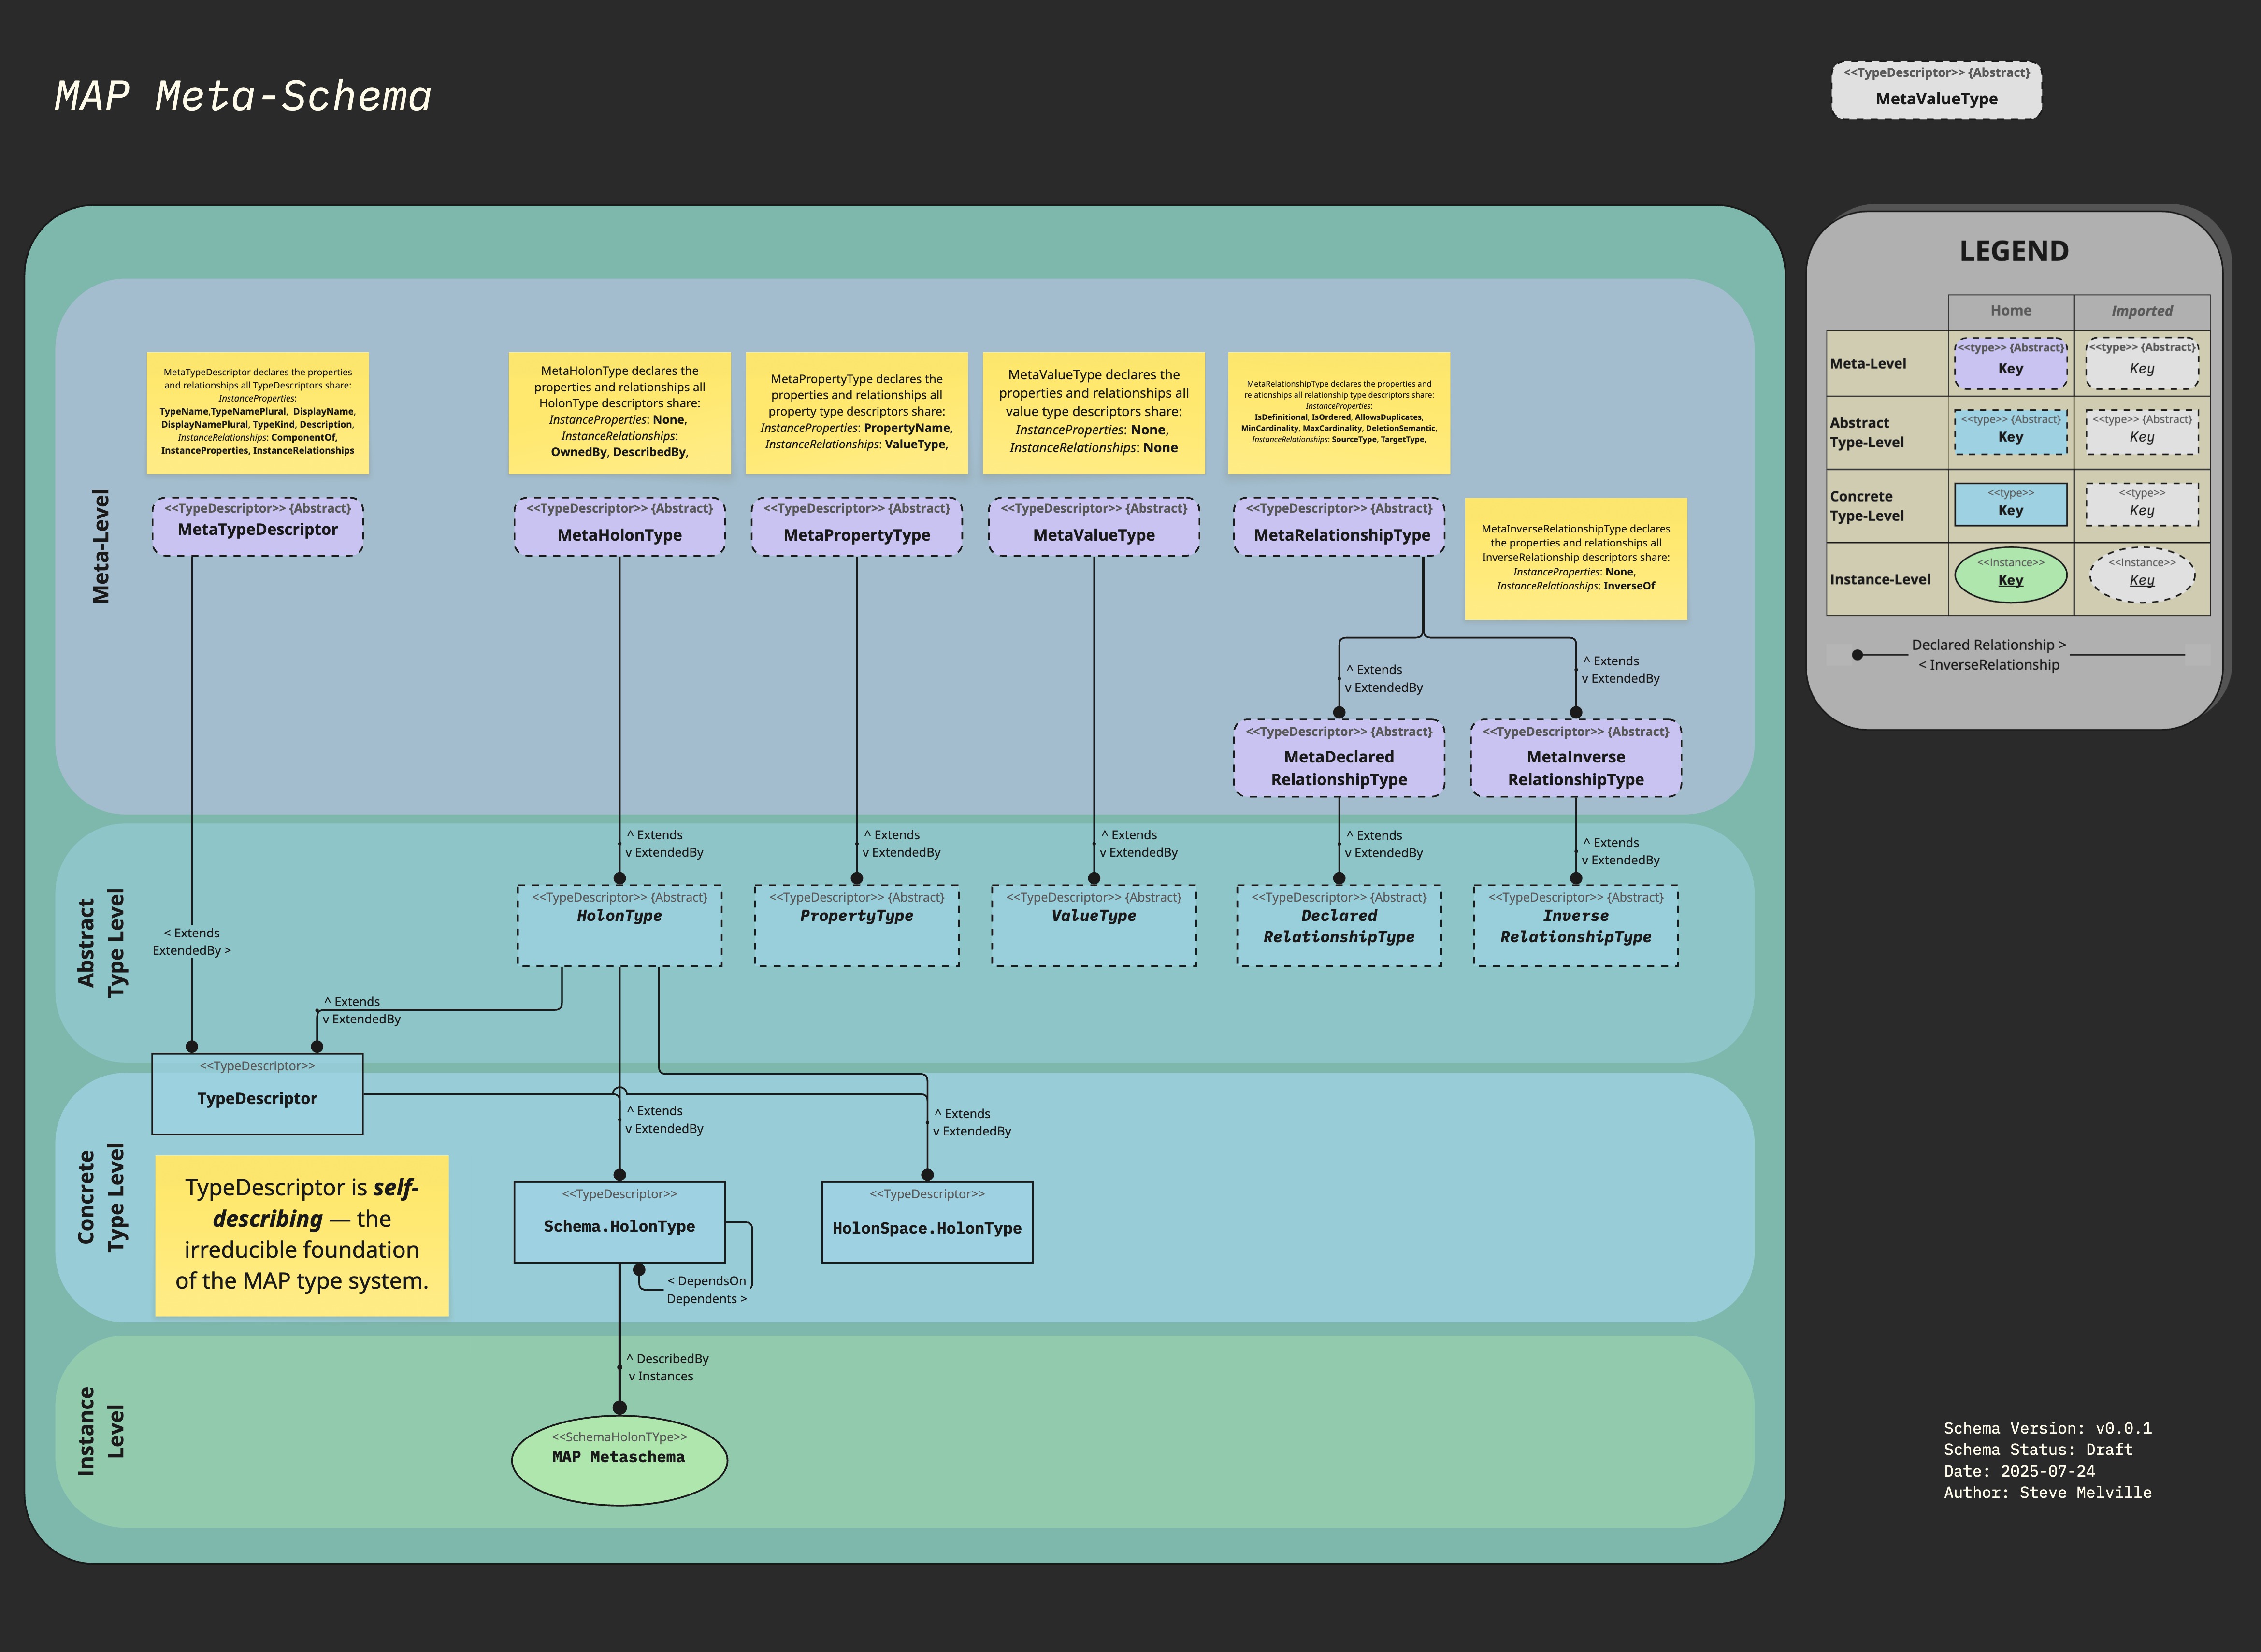 MAP Meta-Schema
<<TypeDescriptor>> {Abstract}
MetaValueType
LEGEND
Home
Imported
Meta-Level
<<type>> {Abstract}
Key
<<type>> {Abstract}
Key
Abstract
Type-Level
<<type>> {Abstract}
Key
<<type>> {Abstract}
Key
Concrete
Type-Level
<<type>>
Key
<<type>>
Key
Instance-Level
<<Instance>>
Key
<<Instance>>
Key
Declared Relationship >
< InverseRelationship
Meta-Level
MetaTypeDescriptor declares the properties
and relationships all TypeDescriptors share:
InstanceProperties:
TypeName,TypeNamePlural, DisplayName,
DisplayNamePlural, TypeKind, Description,
InstanceRelationships: ComponentOf,
InstanceProperties, InstanceRelationships
MetaHolonType declares the
properties and relationships all
HolonType descriptors share:
InstanceProperties: None,
InstanceRelationships:
OwnedBy, DescribedBy,
MetaPropertyType declares the
properties and relationships all
property type descriptors share:
InstanceProperties: PropertyName,
InstanceRelationships: ValueType,
MetaValueType declares the
properties and relationships all
value type descriptors share:
InstanceProperties: None,
InstanceRelationships: None
MetaRelationshipType declares the properties and
relationships all relationship type descriptors share:
InstanceProperties:
IsDefinitional, IsOrdered, AllowsDuplicates,
MinCardinality, MaxCardinality, DeletionSemantic,
InstanceRelationships: SourceType, TargetType,
<<TypeDescriptor>> {Abstract}
MetaTypeDescriptor
<<TypeDescriptor>> {Abstract}
MetaHolonType
<<TypeDescriptor>> {Abstract}
MetaPropertyType
<<TypeDescriptor>> {Abstract}
MetaValueType
<<TypeDescriptor>> {Abstract}
MetaRelationshipType
MetaInverseRelationshipType declares
the properties and relationships all
InverseRelationship descriptors share:
InstanceProperties: None,
InstanceRelationships: InverseOf
^ Extends
v ExtendedBy
^ Extends
v ExtendedBy
<<TypeDescriptor>> {Abstract}
MetaDeclared
RelationshipType
<<TypeDescriptor>> {Abstract}
MetaInverse
RelationshipType
Abstract
Type Level
^ Extends
v ExtendedBy
^ Extends
v ExtendedBy
^ Extends
v ExtendedBy
^ Extends
v ExtendedBy
^ Extends
v ExtendedBy
<<TypeDescriptor>> {Abstract}
HolonType
<<TypeDescriptor>> {Abstract}
PropertyType
<<TypeDescriptor>> {Abstract}
ValueType
<<TypeDescriptor>> {Abstract}
Declared
RelationshipType
<<TypeDescriptor>> {Abstract}
Inverse
RelationshipType
< Extends
ExtendedBy >
^ Extends
v ExtendedBy
Concrete
Type Level
<<TypeDescriptor>>
TypeDescriptor
^ Extends
v ExtendedBy
^ Extends
v ExtendedBy
TypeDescriptor is self-
describing — the
irreducible foundation
of the MAP type system.
<<TypeDescriptor>>
Schema.HolonType
<<TypeDescriptor>>
HolonSpace.HolonType
< DependsOn
Dependents >
Instance
Level
^ DescribedBy
v Instances
<<SchemaHolonTYpe>>
MAP Metaschema
Schema Version: v0.0.1
Schema Status: Draft
Date: 2025-07-24
Author: Steve Melville